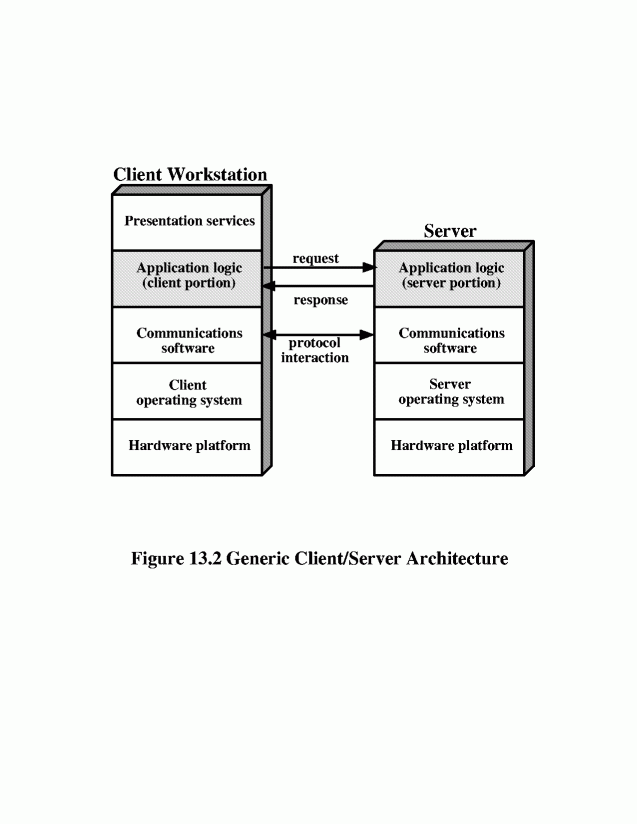 Client Workstation
Presentation services
Application logic
(client portion)
Communications
software
Client
operating system
Hardware platform
request
response
protocol
interaction
Server
Application logic
(server portion)
Communications
software
Server
operating system
Hardware platform
Figure 13.2 Generic Client/Server Architecture